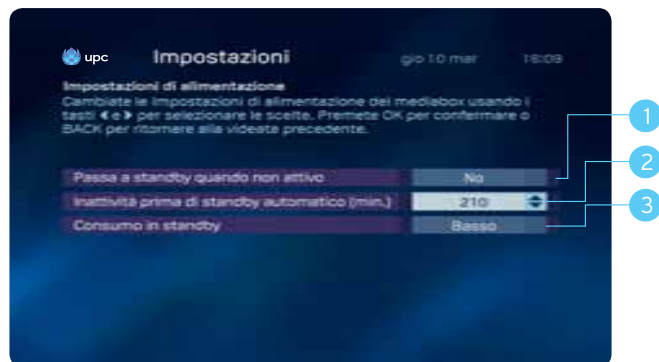 upc Impostazioni gio 10 mar 16:09
Impostazioni di alimentazione
Cambiate le impostazioni di alimentazione del mediabox usando i
tasti ◀ e ▶ per selezionare le scelte. Premete OK per confermare o
BACK per ritornare alla videata precedente.
Passa a standby quando non attivo No
Inattività prima di standby automatico (min.) 210
Consumo in standby Basso
1
2
3